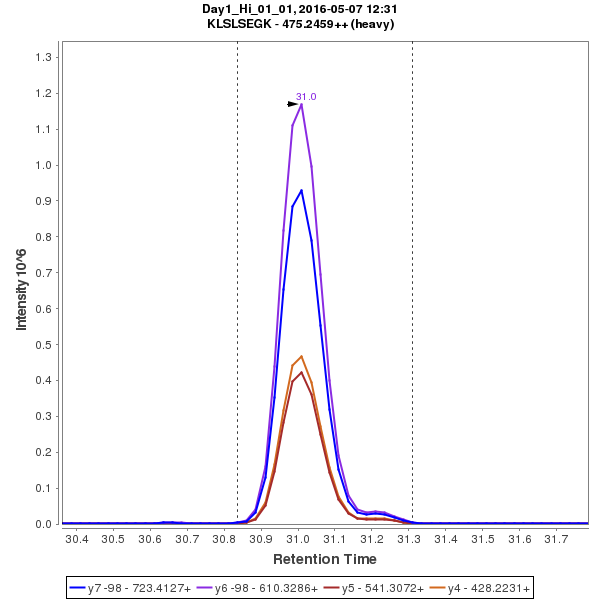 Day1_Hi_01_01, 2016-05-07 12:31
KLSLSEGK - 475.2459++ (heavy)
31.0
1.3
1.2
1.1
1.0
0.9
0.8
0.7
0.6
0.5
0.4
0.3
0.2
0.1
0.0
Intensity 10^6
30.4 30.5 30.6 30.7 30.8 30.9 31.0 31.1 31.2 31.3 31.4 31.5 31.6 31.7
Retention Time
y7 -98 - 723.4127+ y6 -98 - 610.3286+ y5 - 541.3072+ y4 - 428.2231+